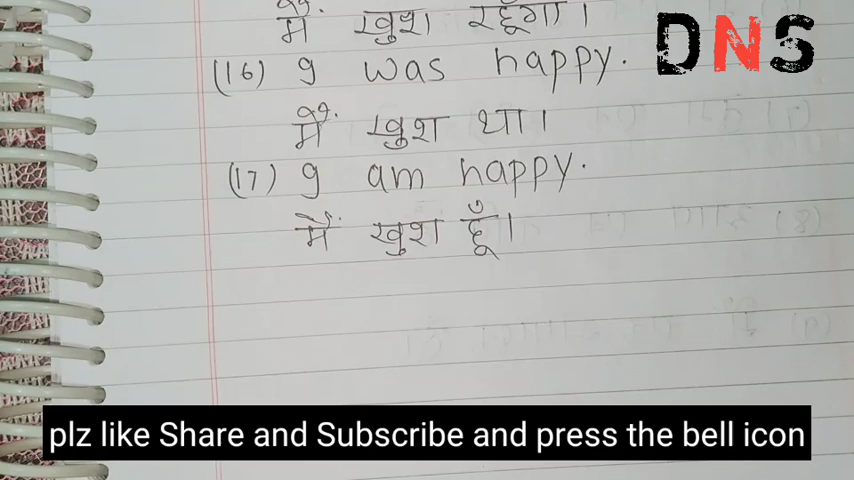 मैं खुश रहूँगा।
(16) I was happy.
DNS
मैं खुश था।
(17) I am happy.
मैं खुश हूँ।
plz like Share and Subscribe and press the bell icon